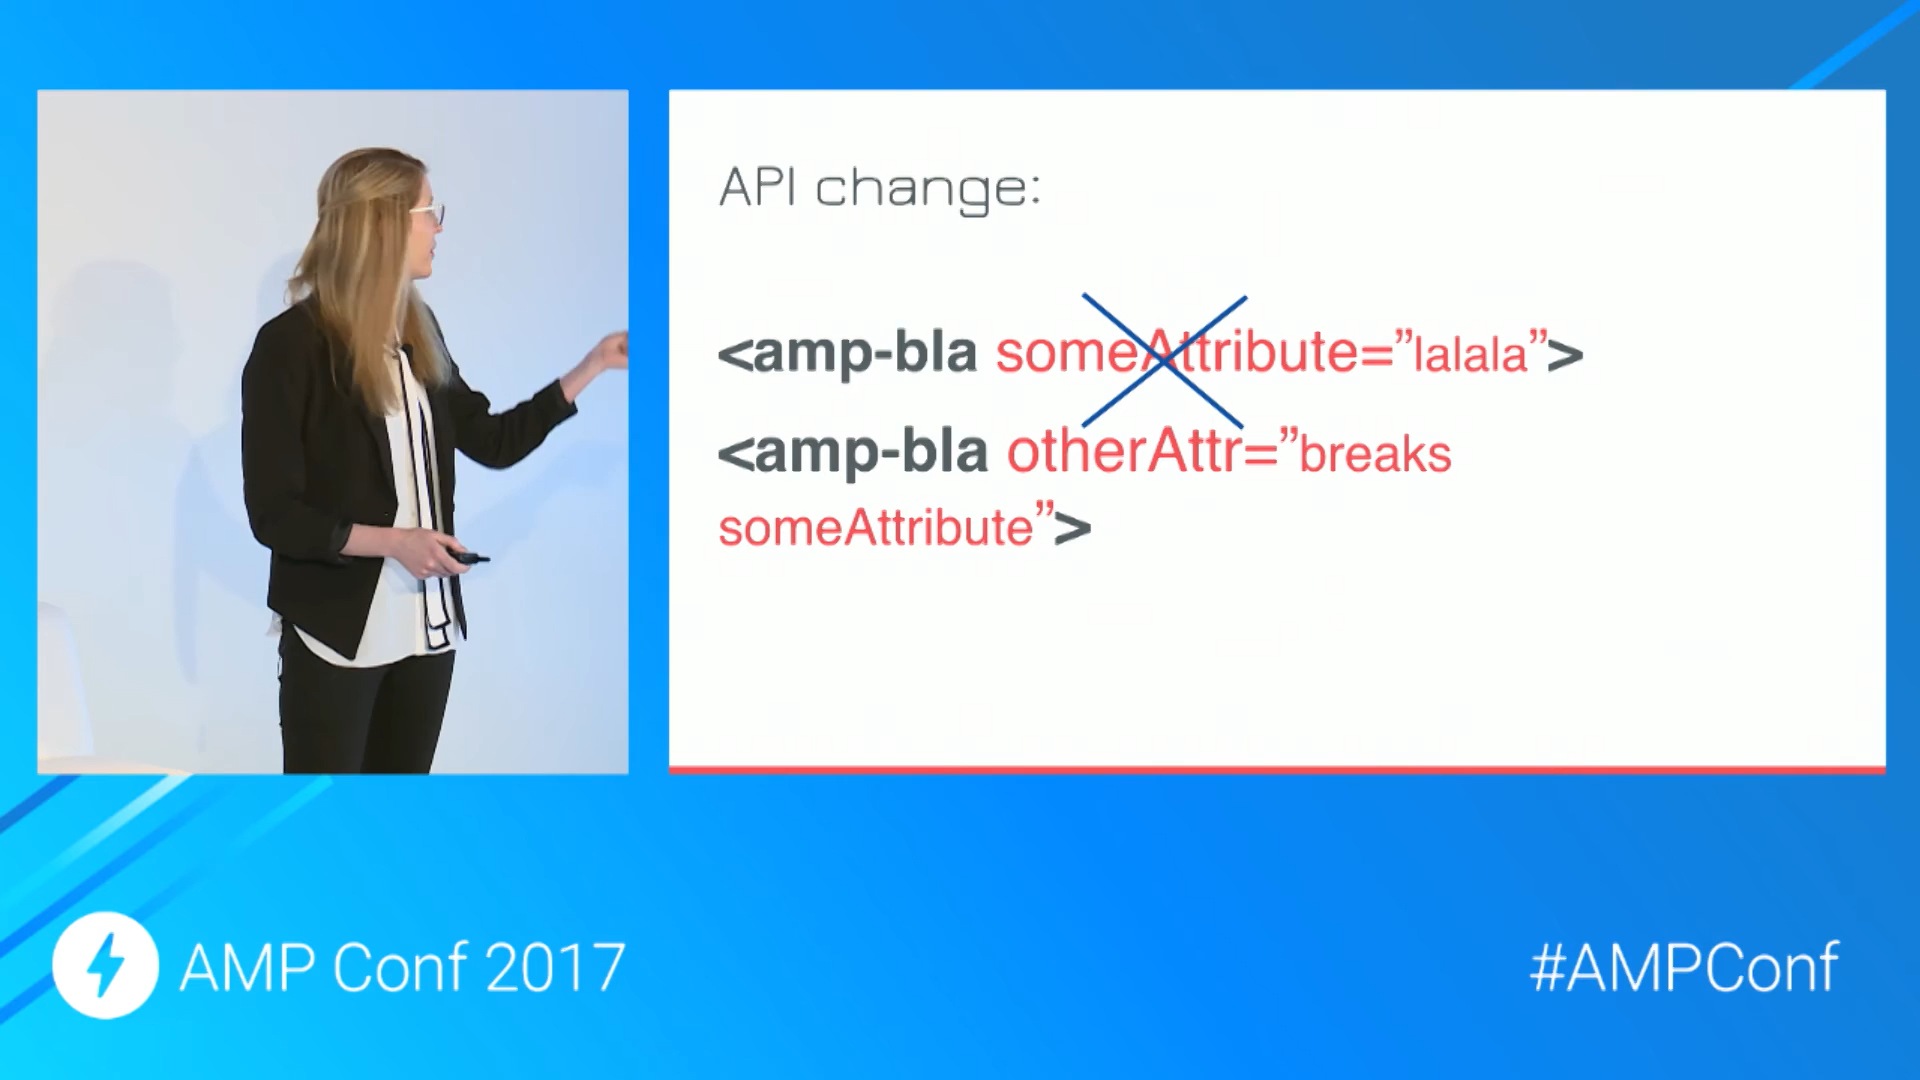 API change:
<amp-bla someAttribute=”lalala”>
<amp-bla otherAttr=”breaks
someAttribute”>
AMP Conf 2017
#AMPConf